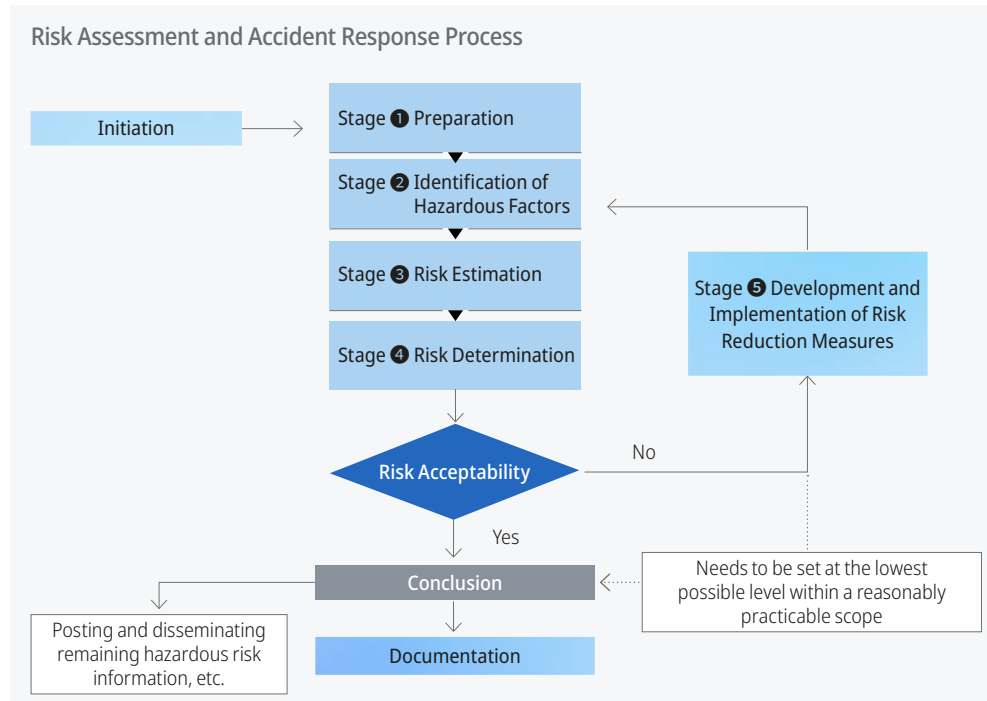 Risk Assessment and Accident Response Process
Initiation
Stage ❶ Preparation
Stage ❷ Identification of
Hazardous Factors
Stage ❸ Risk Estimation
Stage ❹ Risk Determination
Stage ❺ Development and
Implementation of Risk
Reduction Measures
Risk Acceptability
No
Yes
Conclusion
Needs to be set at the lowest
possible level within a reasonably
practicable scope
Posting and disseminating
remaining hazardous risk
information, etc.
Documentation